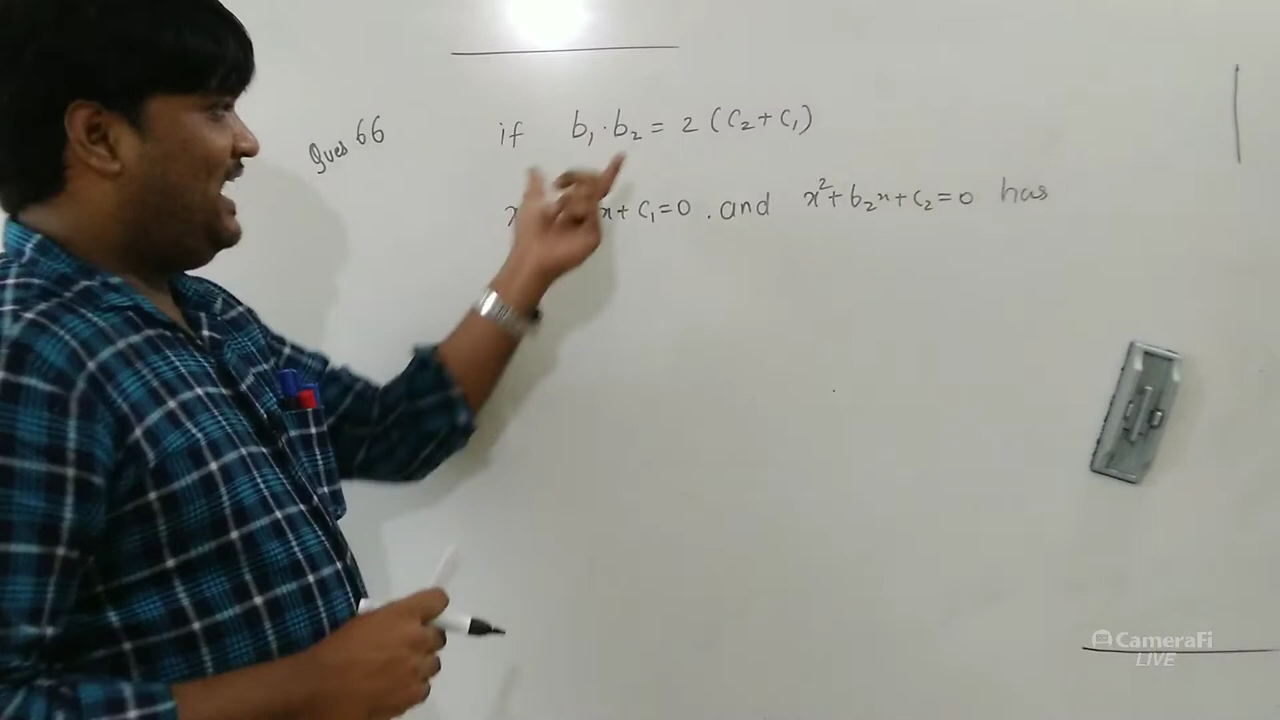 Ques 66
if b₁·b₂ = 2 (C₂+C₁)
x + C₁=0 . and x²+b₂x+C₂=0 has
CameraFi
LIVE